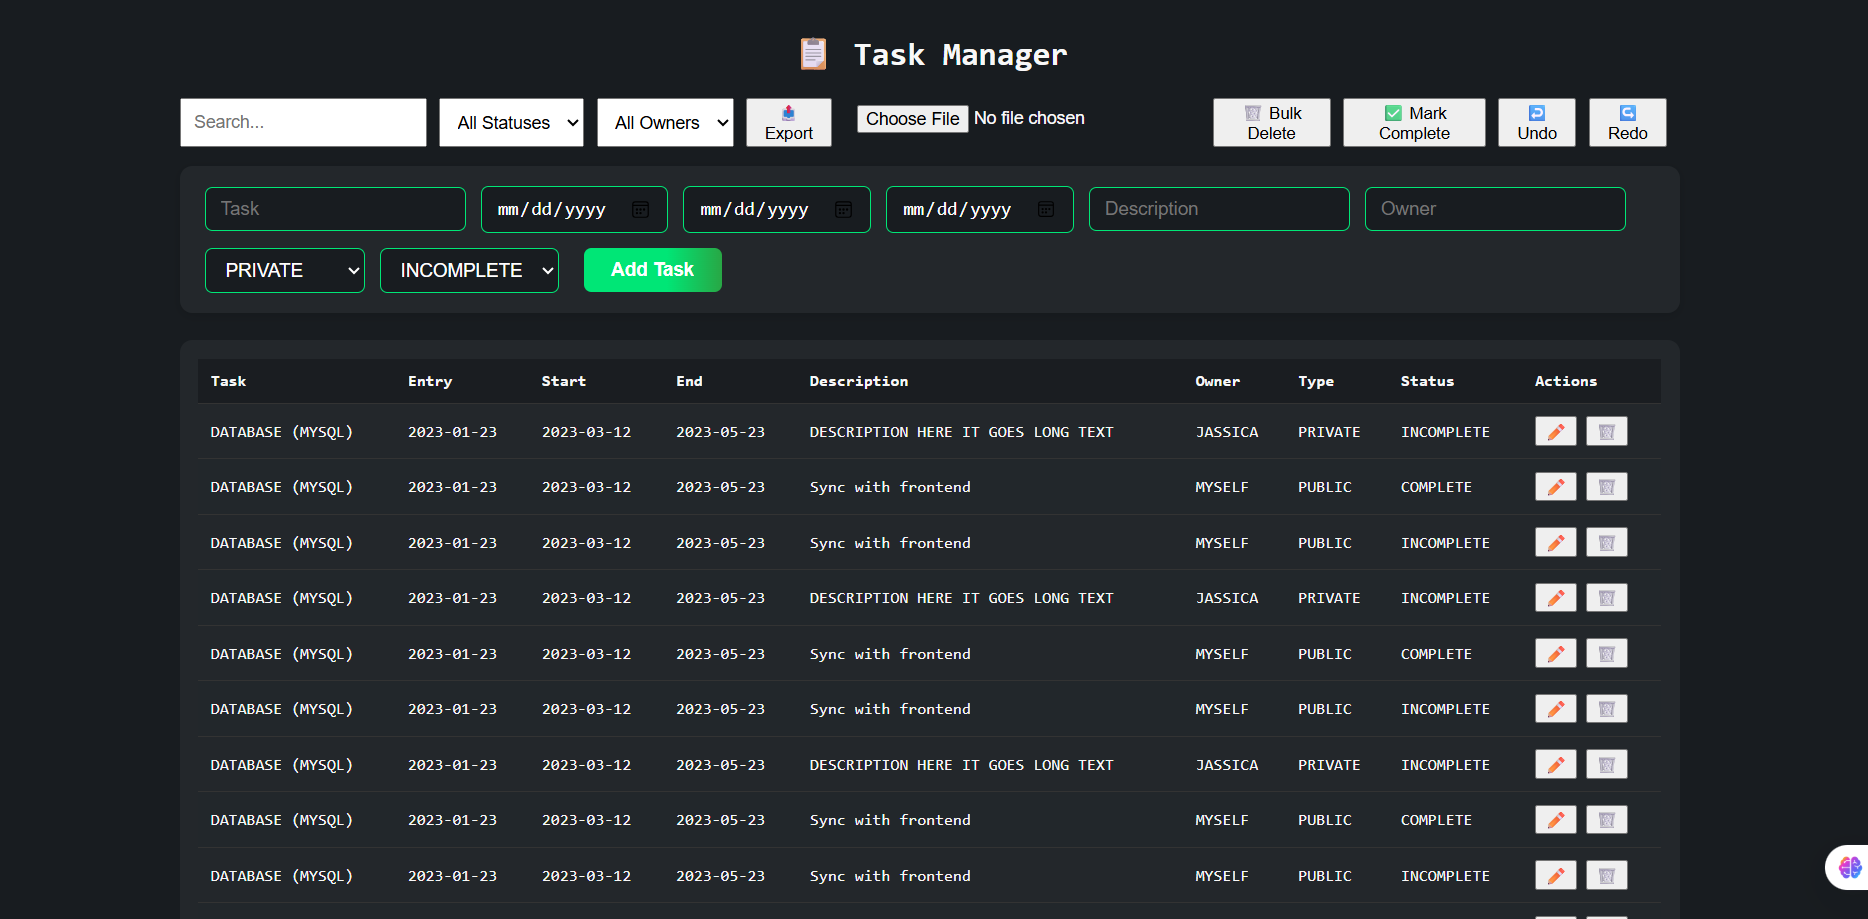 Task Manager
Search... All Statuses All Owners Export Choose File No file chosen Bulk Delete Mark Complete Undo Redo
Task mm/dd/yyyy mm/dd/yyyy mm/dd/yyyy Description Owner
PRIVATE INCOMPLETE Add Task
Task Entry Start End Description Owner Type Status Actions
DATABASE (MYSQL) 2023-01-23 2023-03-12 2023-05-23 DESCRIPTION HERE IT GOES LONG TEXT JASSICA PRIVATE INCOMPLETE
DATABASE (MYSQL) 2023-01-23 2023-03-12 2023-05-23 Sync with frontend MYSELF PUBLIC COMPLETE
DATABASE (MYSQL) 2023-01-23 2023-03-12 2023-05-23 Sync with frontend MYSELF PUBLIC INCOMPLETE
DATABASE (MYSQL) 2023-01-23 2023-03-12 2023-05-23 DESCRIPTION HERE IT GOES LONG TEXT JASSICA PRIVATE INCOMPLETE
DATABASE (MYSQL) 2023-01-23 2023-03-12 2023-05-23 Sync with frontend MYSELF PUBLIC COMPLETE
DATABASE (MYSQL) 2023-01-23 2023-03-12 2023-05-23 Sync with frontend MYSELF PUBLIC INCOMPLETE
DATABASE (MYSQL) 2023-01-23 2023-03-12 2023-05-23 DESCRIPTION HERE IT GOES LONG TEXT JASSICA PRIVATE INCOMPLETE
DATABASE (MYSQL) 2023-01-23 2023-03-12 2023-05-23 Sync with frontend MYSELF PUBLIC COMPLETE
DATABASE (MYSQL) 2023-01-23 2023-03-12 2023-05-23 Sync with frontend MYSELF PUBLIC INCOMPLETE